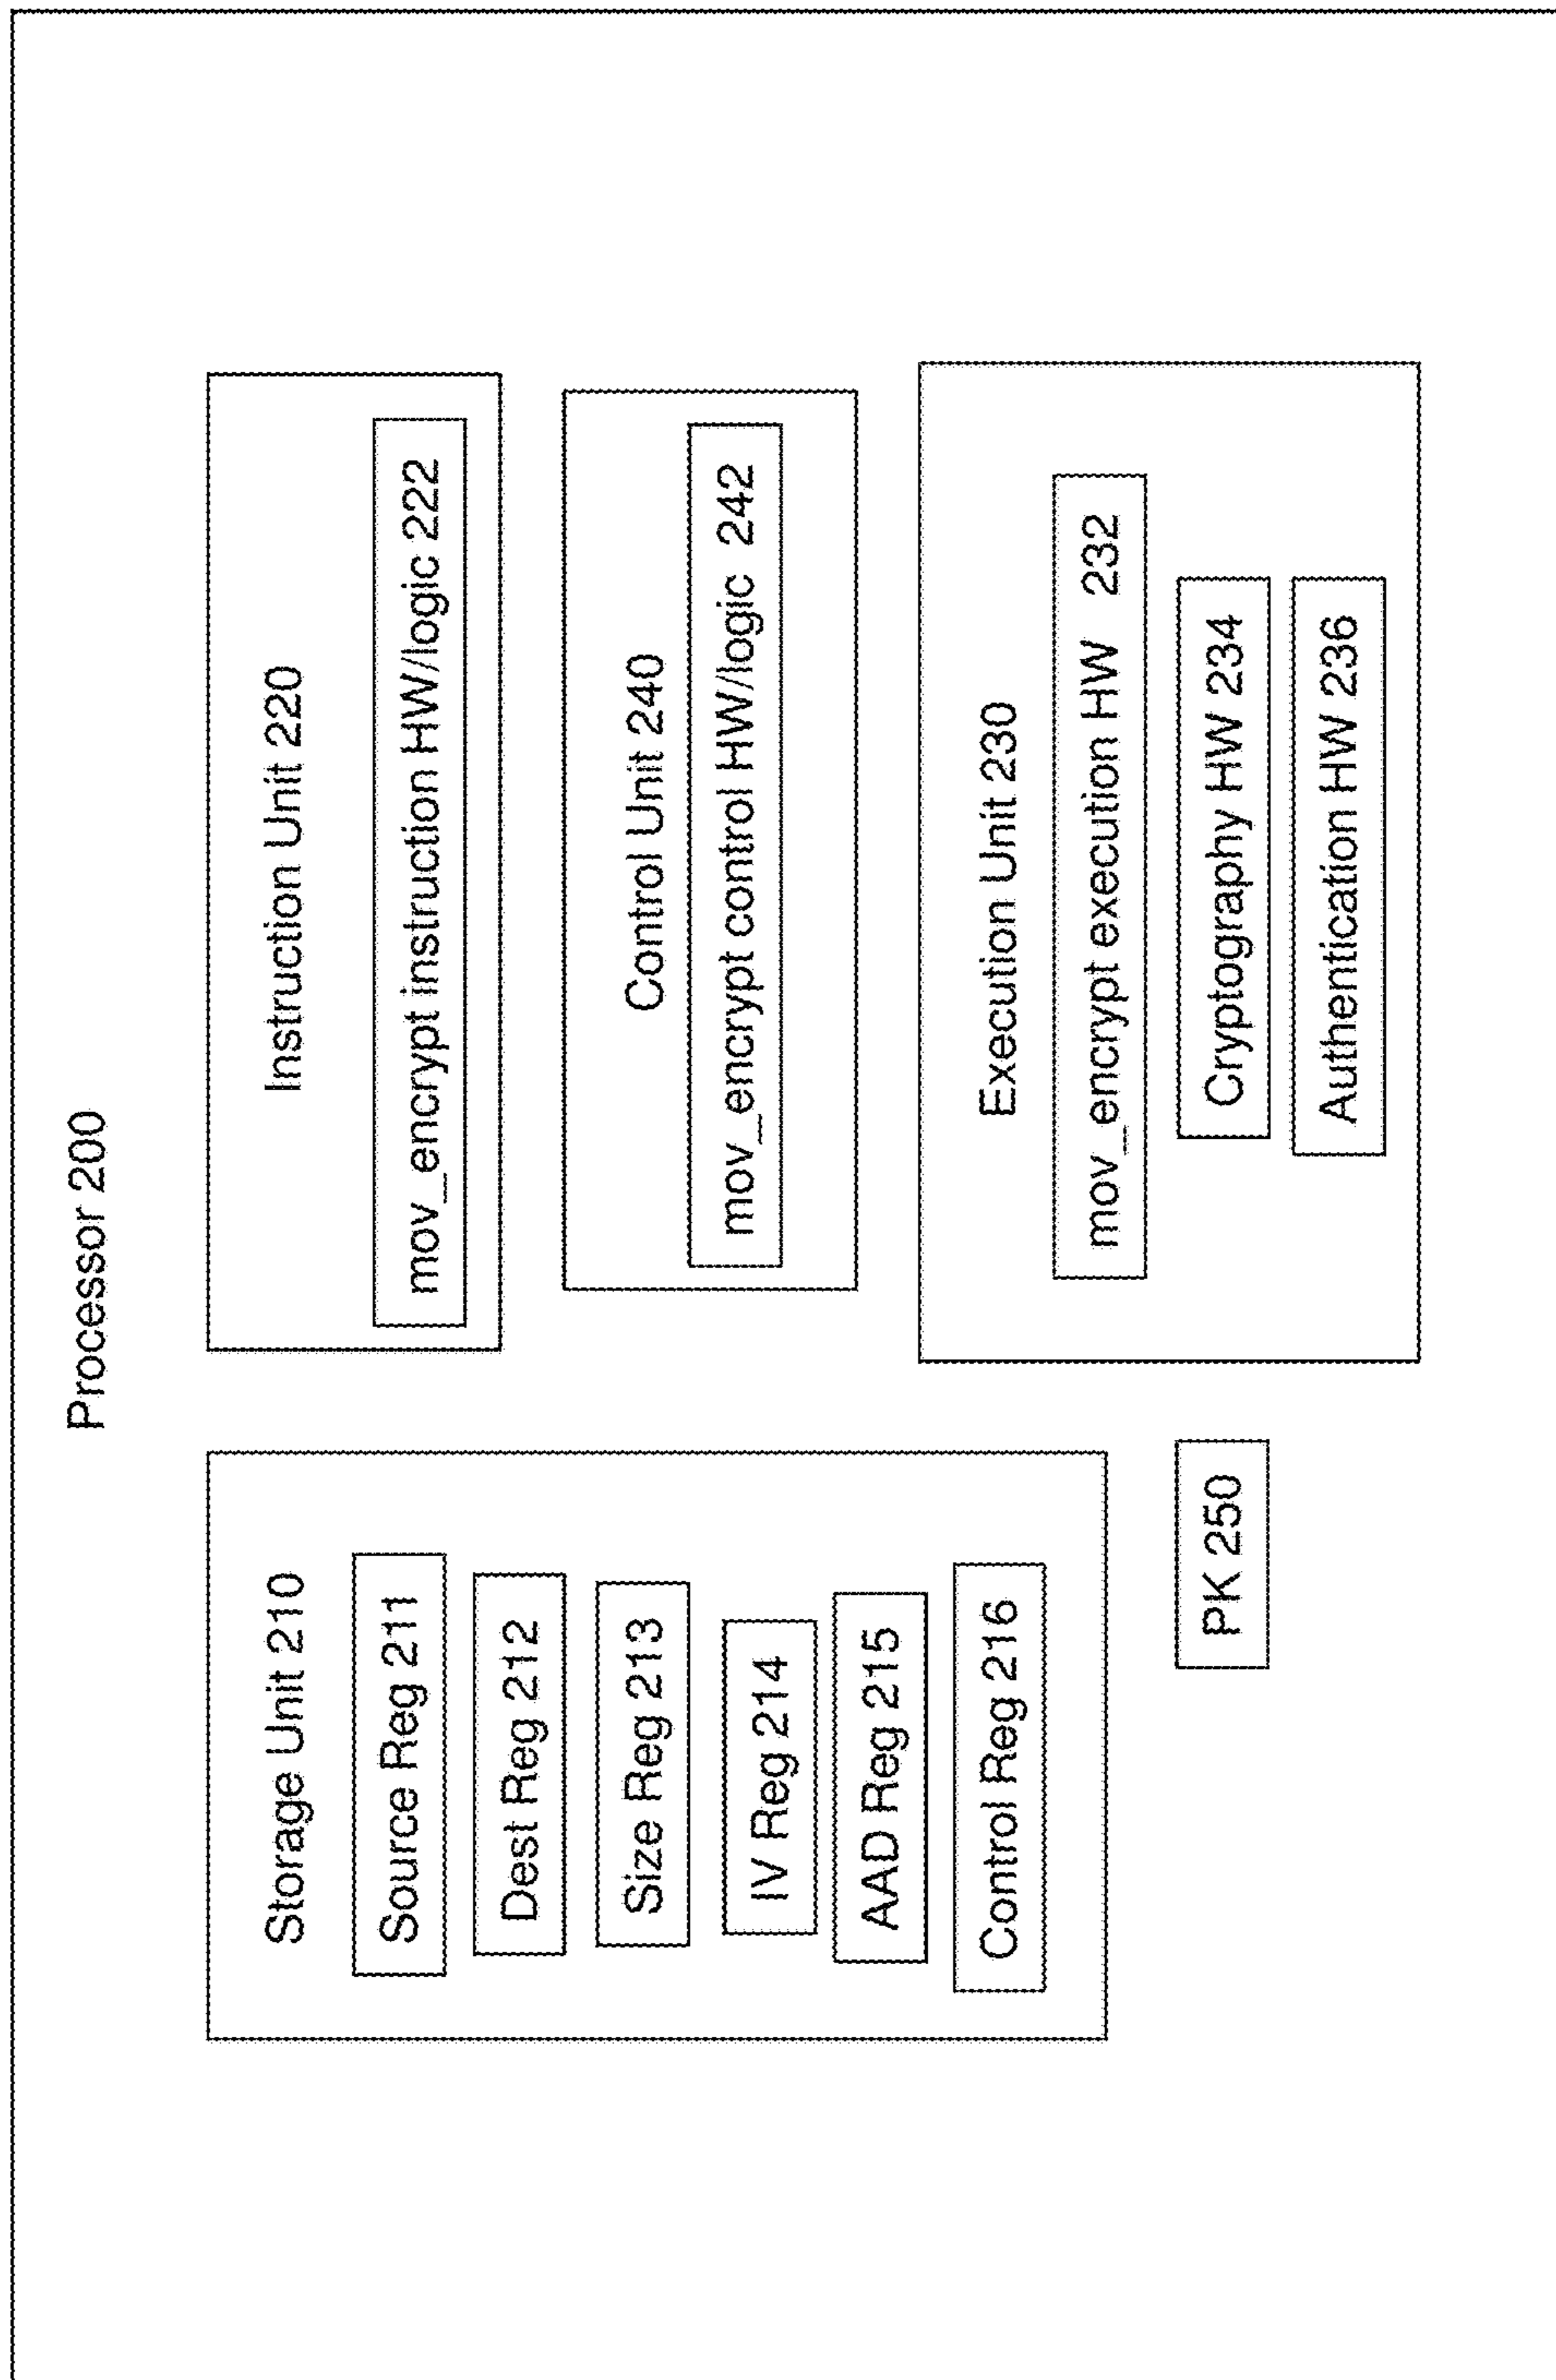 Processor 200
Storage Unit 210
Source Reg 211
Dest Reg 212
Size Reg 213
IV Reg 214
AAD Reg 215
Control Reg 216
PK 250
Instruction Unit 220
mov_encrypt instruction HW/logic 222
Control Unit 240
mov_encrypt control HW/logic 242
Execution Unit 230
mov_encrypt execution HW 232
Cryptography HW 234
Authentication HW 236